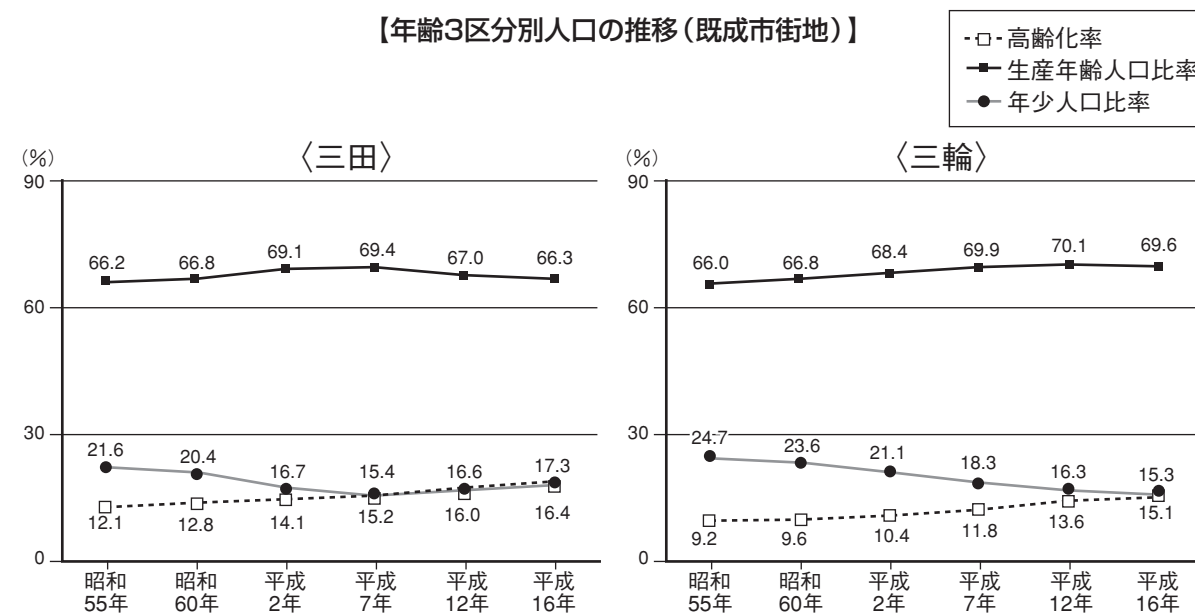 【年齢3区分別人口の推移（既成市街地）】
高齢化率
生産年齢人口比率
年少人口比率
〈三田〉
(%)
90
60
30
0
66.2 66.8 69.1 69.4 67.0 66.3
21.6 20.4 16.7 15.4 16.6 17.3
12.1 12.8 14.1 15.2 16.0 16.4
昭和 昭和 平成 平成 平成 平成
55年 60年 2年 7年 12年 16年
〈三輪〉
(%)
90
60
30
0
66.0 66.8 68.4 69.9 70.1 69.6
24.7 23.6 21.1 18.3 16.3 15.3
9.2 9.6 10.4 11.8 13.6 15.1
昭和 昭和 平成 平成 平成 平成
55年 60年 2年 7年 12年 16年